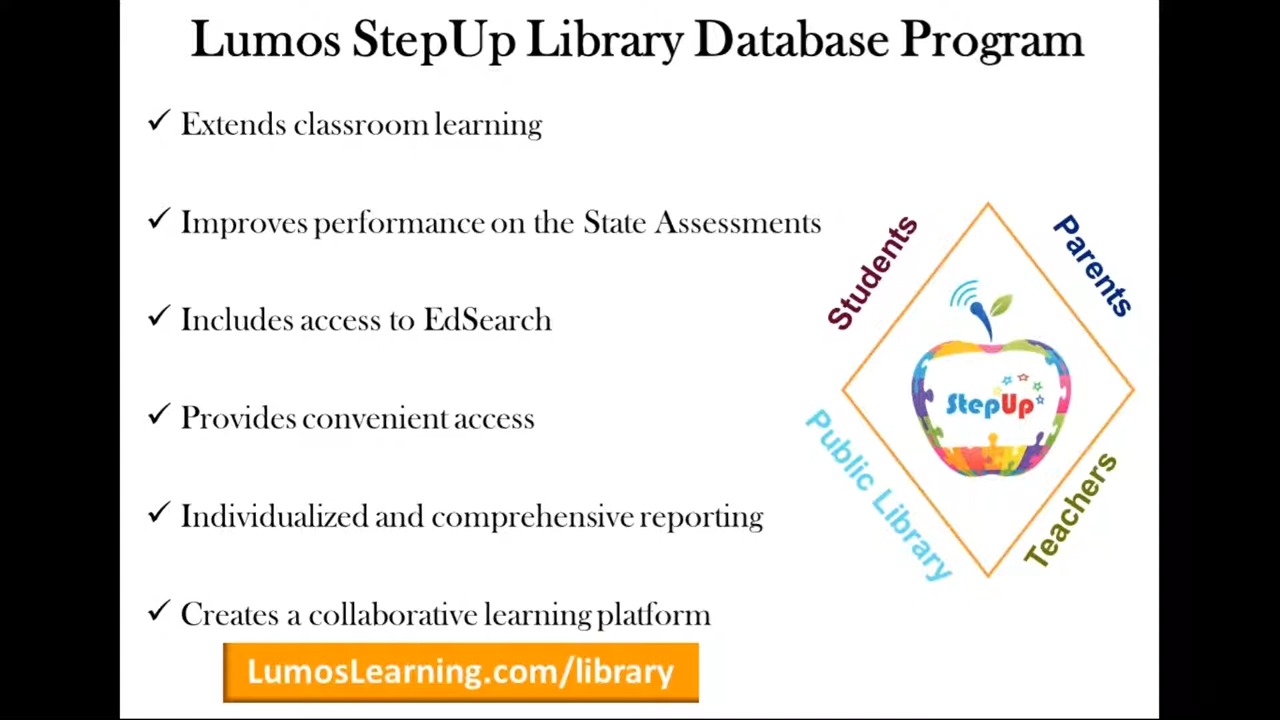 Lumos StepUp Library Database Program
Extends classroom learning
Improves performance on the State Assessments
Includes access to EdSearch
Provides convenient access
Individualized and comprehensive reporting
Creates a collaborative learning platform
LumosLearning.com/library
Students
Parents
StepUp
Public Library
Teachers